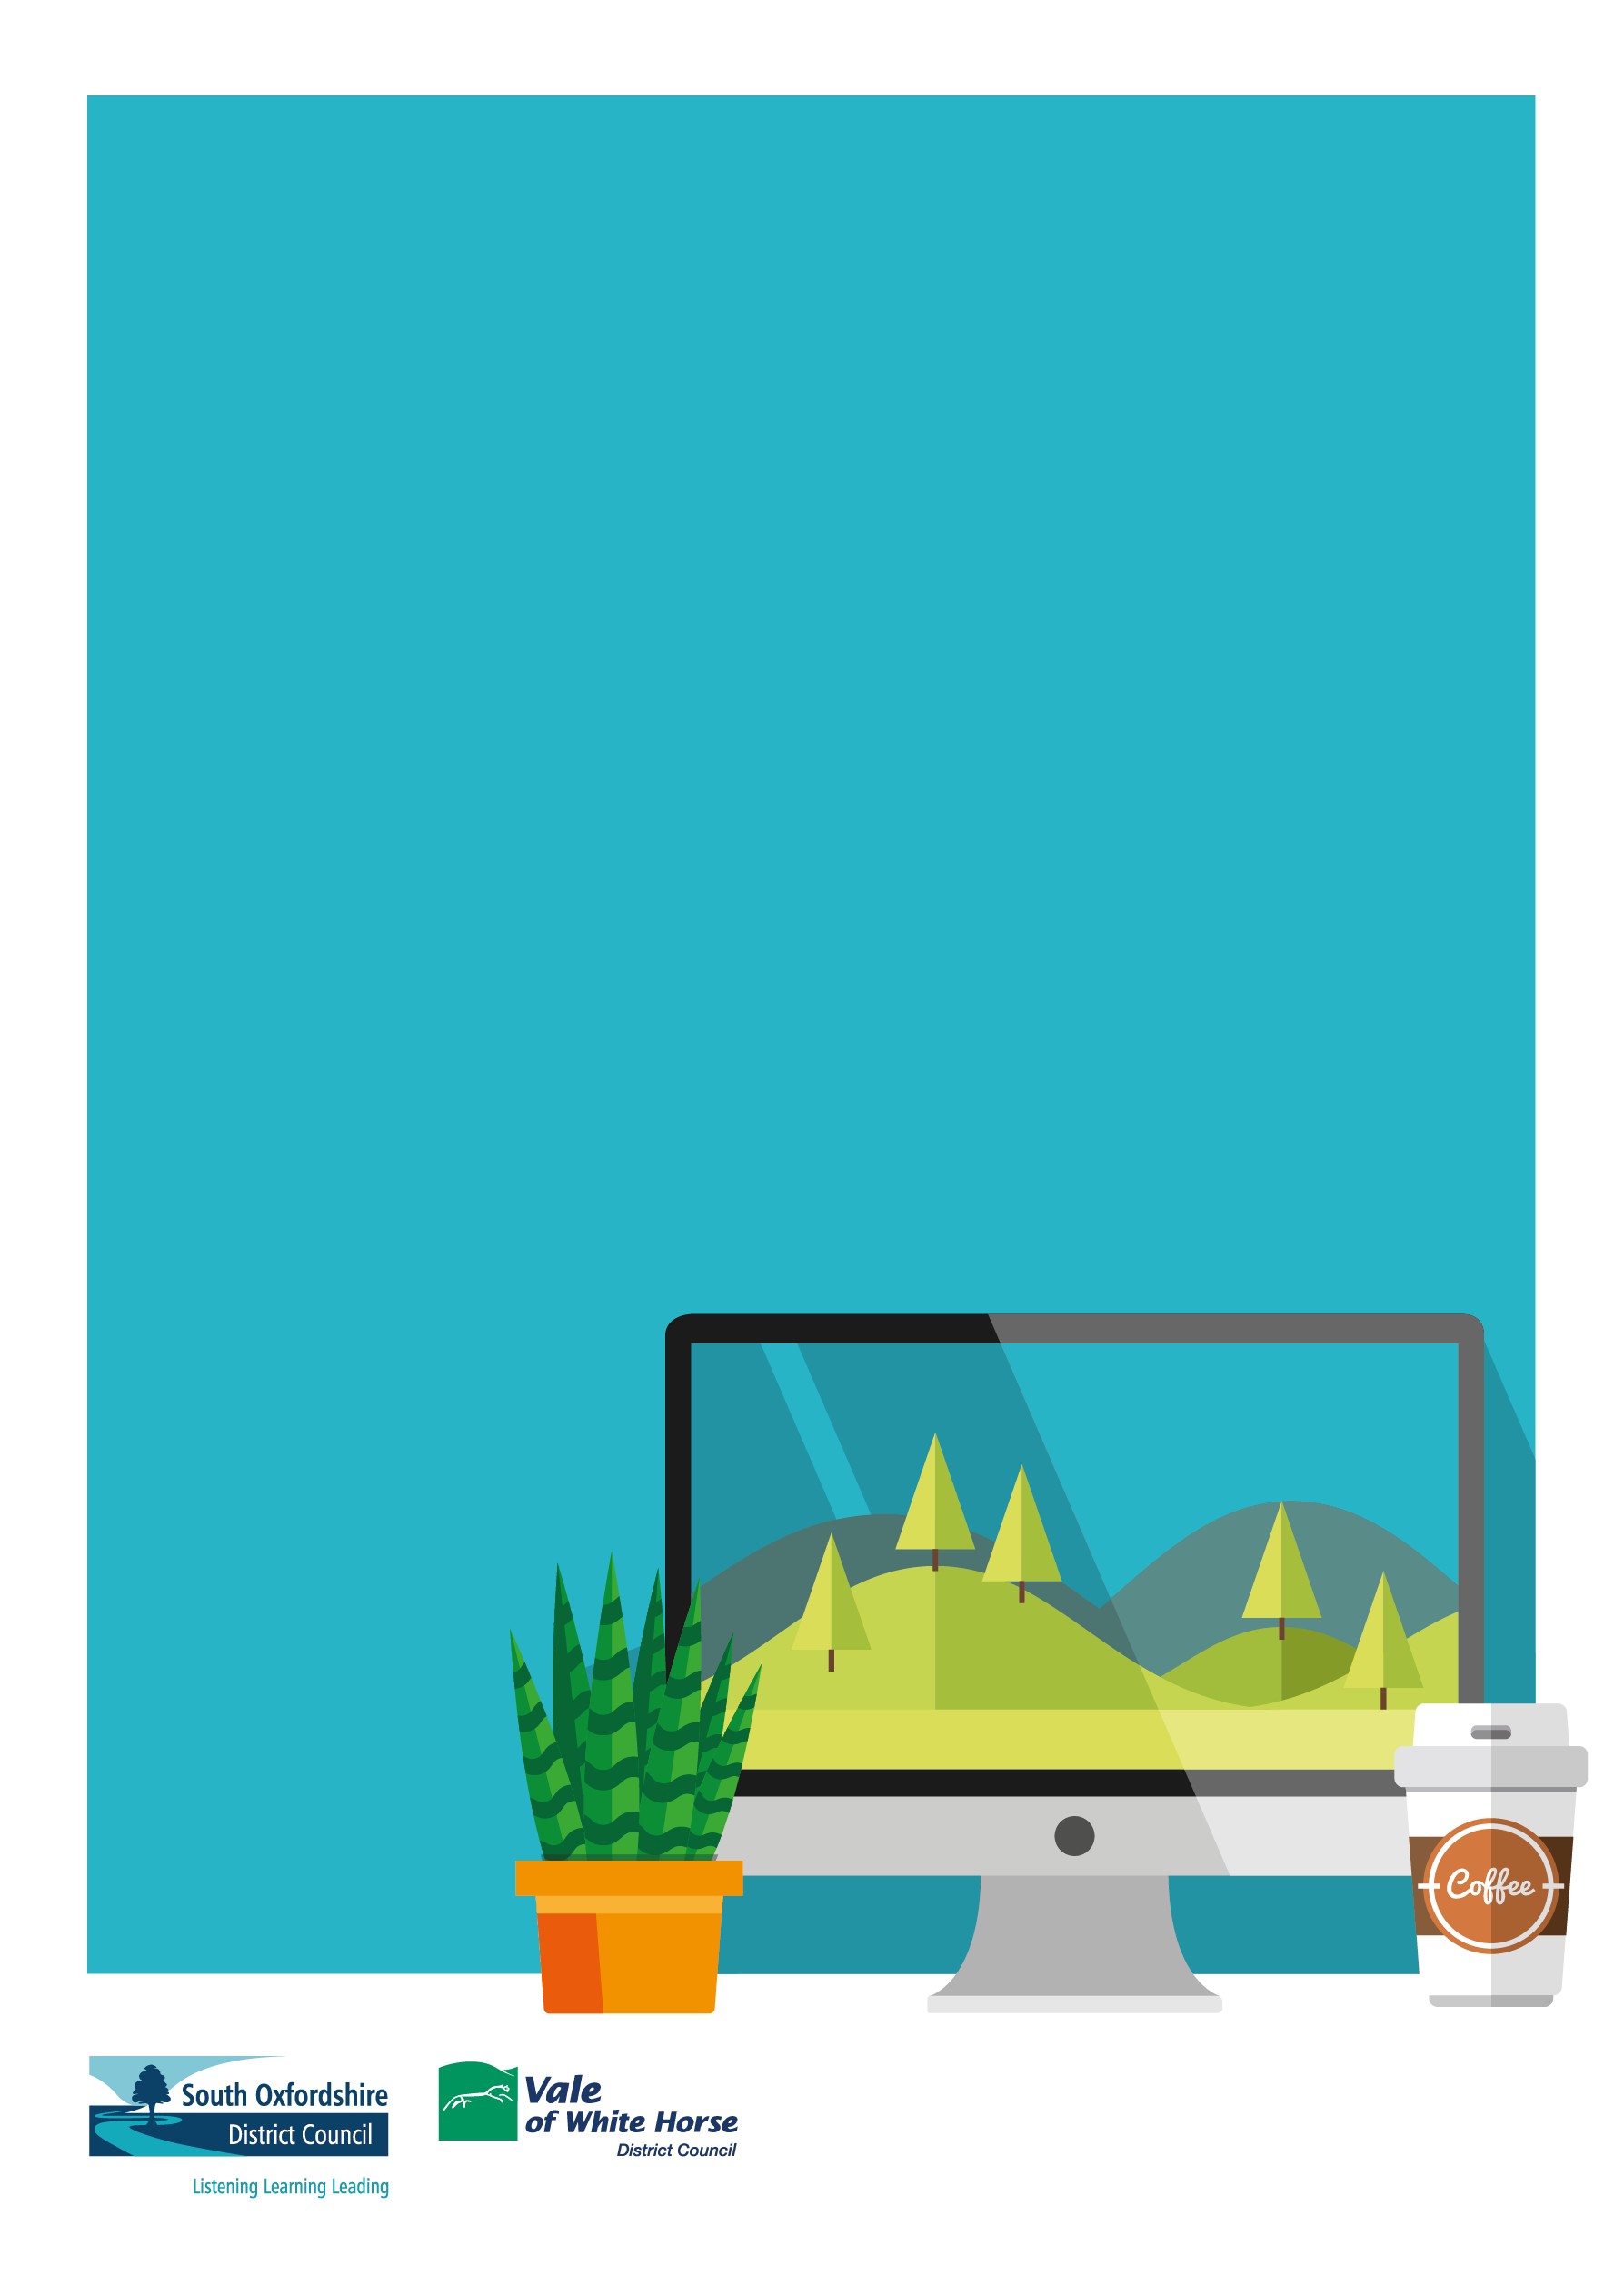 Coffee
South Oxfordshire
District Council
Listening Learning Leading
Vale
of White Horse
District Council